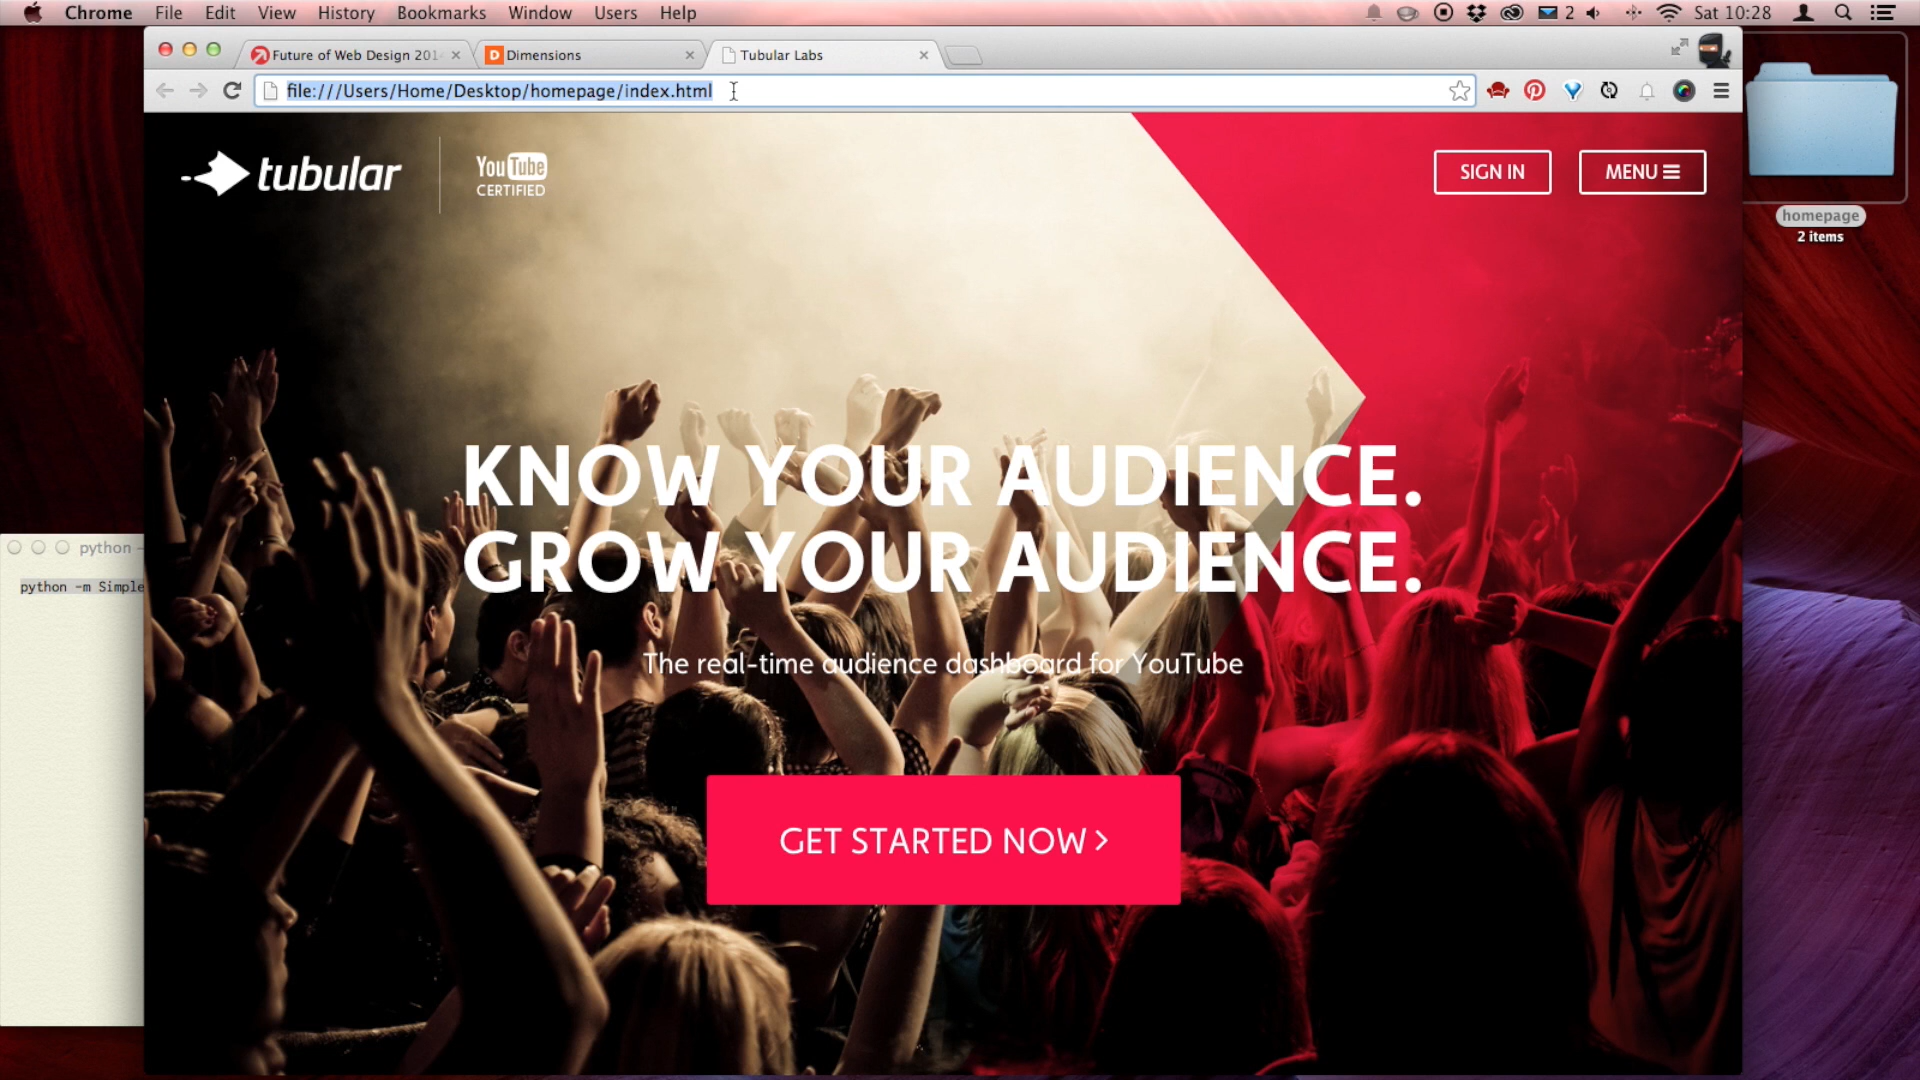 Chrome File Edit View History Bookmarks Window Users Help 2 Sat 10:28
Future of Web Design 201 Dimensions Tubular Labs
file:///Users/Home/Desktop/homepage/index.html
tubular
You Tube
CERTIFIED
SIGN IN
MENU
homepage
2 items
KNOW YOUR AUDIENCE.
GROW YOUR AUDIENCE.
python –
python -m Simple
The real-time audience dashboard for YouTube
GET STARTED NOW >